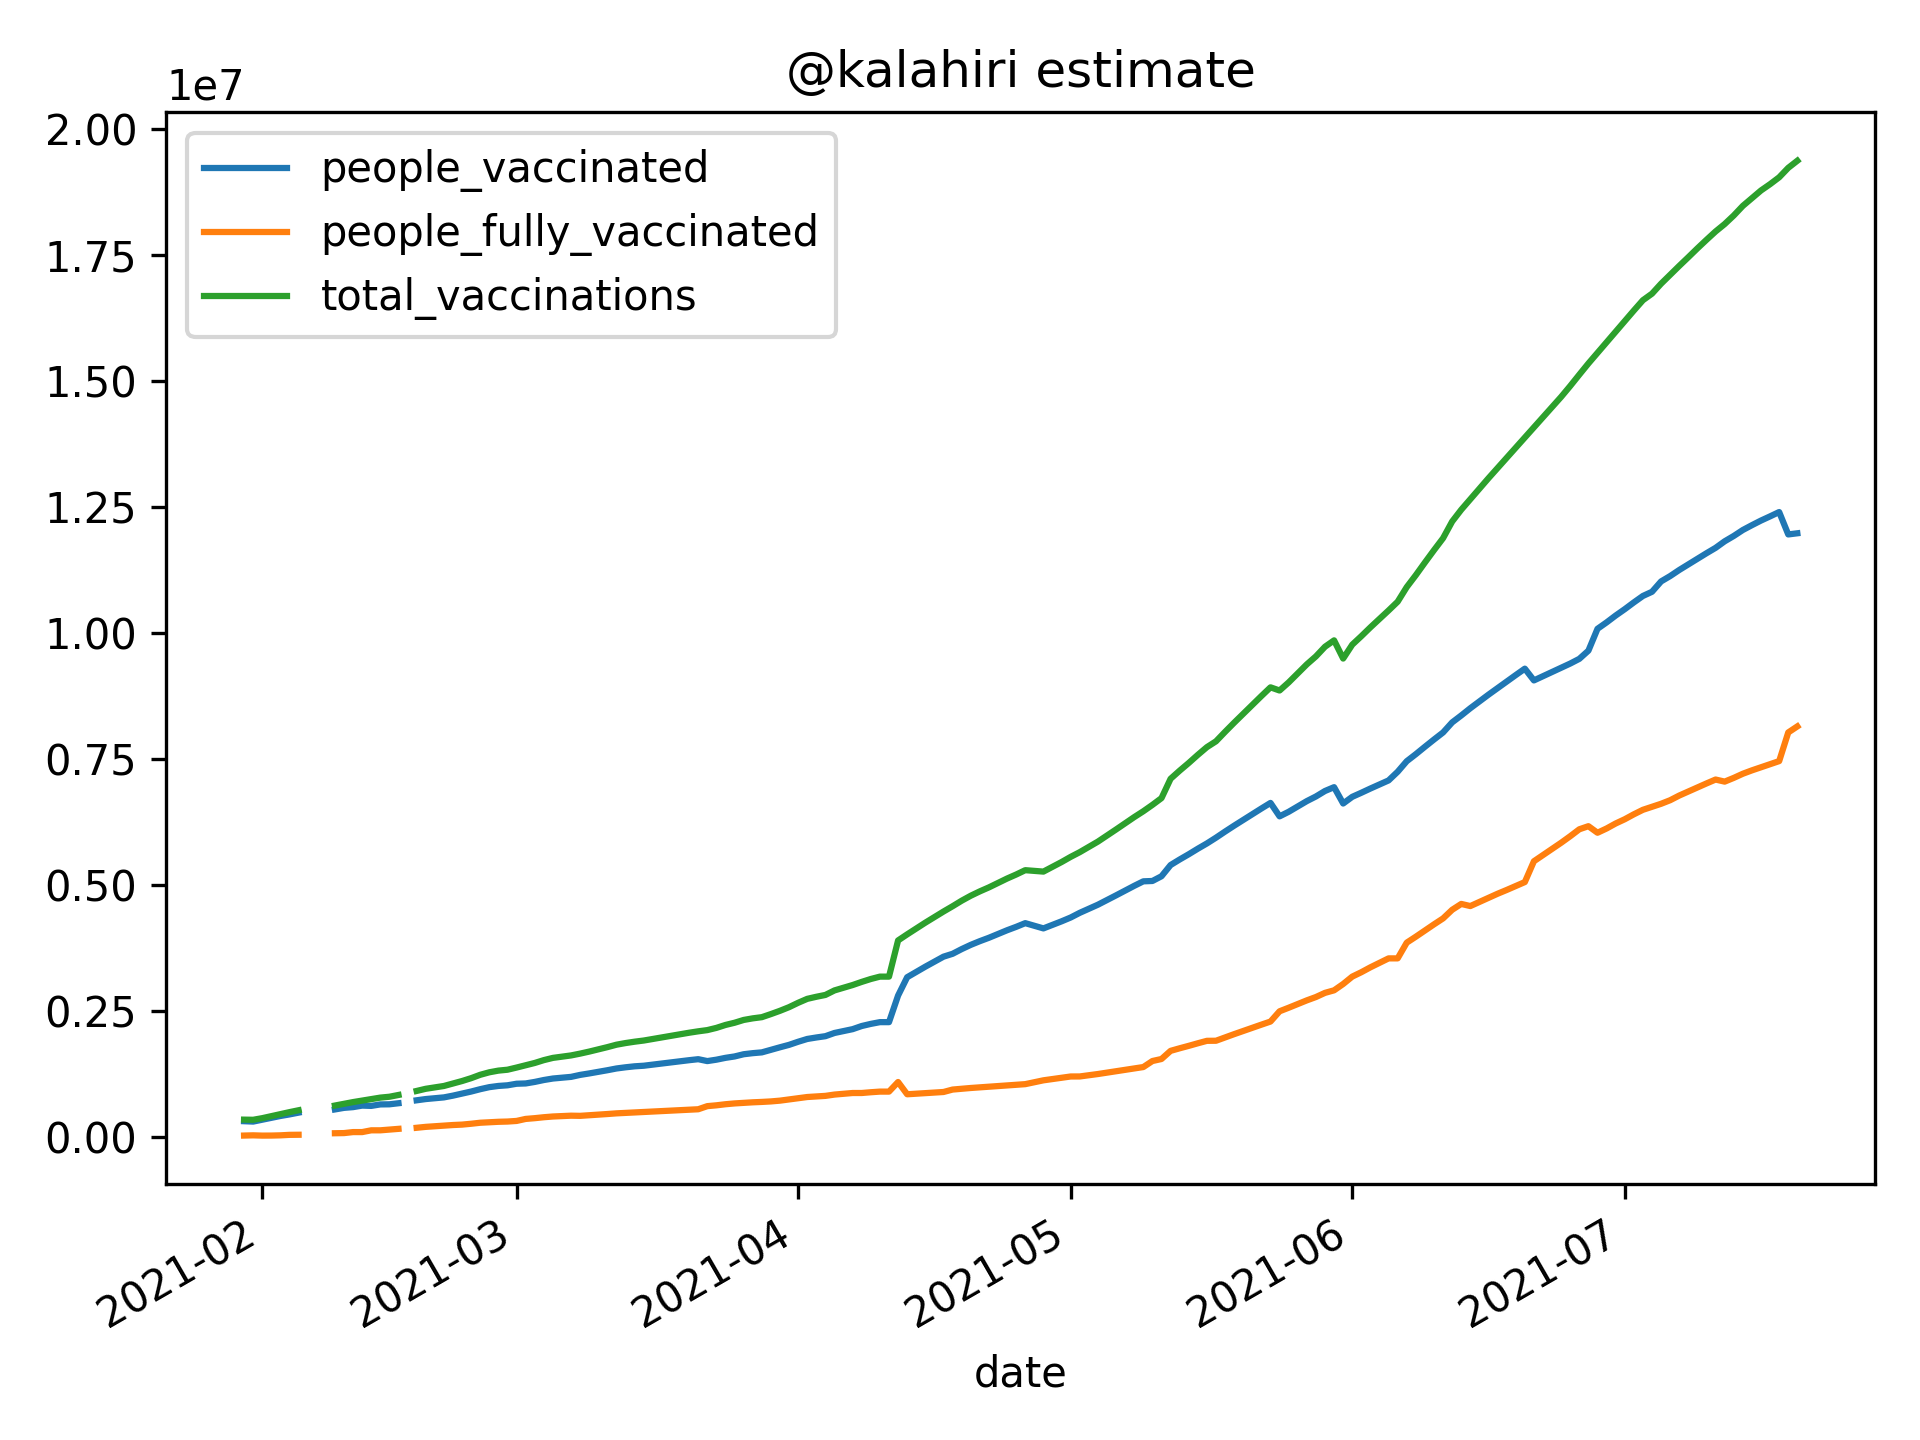 @kalahiri estimate
1e7
2.00
1.75
1.50
1.25
1.00
0.75
0.50
0.25
0.00
people_vaccinated
people_fully_vaccinated
total_vaccinations
2021-02
2021-03
2021-04
2021-05
2021-06
2021-07
date